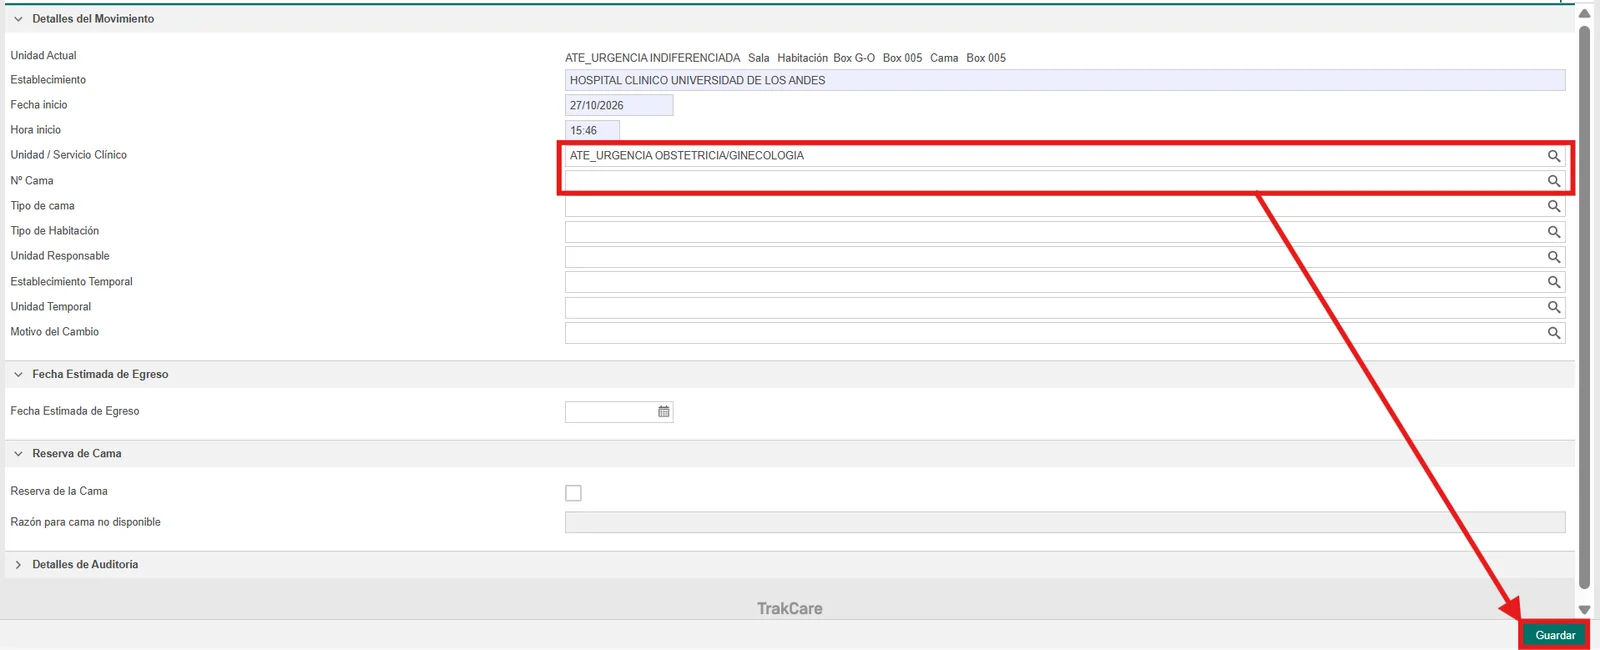 Detalles del Movimiento
Unidad Actual ATE_URGENCIA INDIFERENCIADA Sala Habitación Box G-O Box 005 Cama Box 005
Establecimiento HOSPITAL CLINICO UNIVERSIDAD DE LOS ANDES
Fecha inicio 27/10/2026
Hora inicio 15:46
Unidad / Servicio Clínico ATE_URGENCIA OBSTETRICIA/GINECOLOGIA
Nº Cama
Tipo de cama
Tipo de Habitación
Unidad Responsable
Establecimiento Temporal
Unidad Temporal
Motivo del Cambio
Fecha Estimada de Egreso
Fecha Estimada de Egreso
Reserva de Cama
Reserva de la Cama
Razón para cama no disponible
Detalles de Auditoría
TrakCare
Guardar